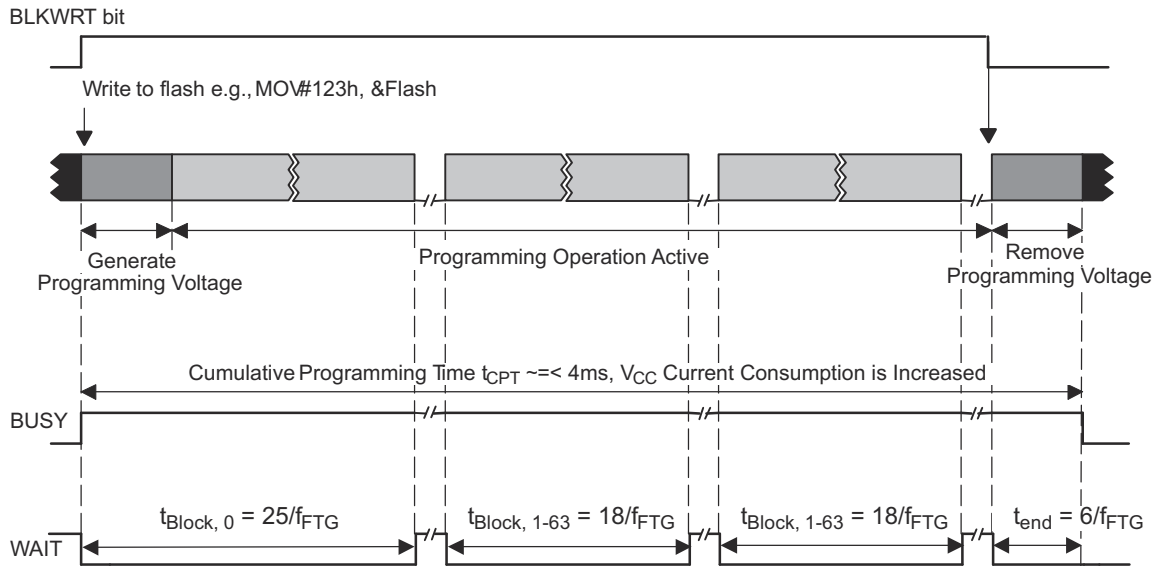 BLKWRT bit
Write to flash e.g., MOV#123h, &Flash
Generate
Programming Voltage
Programming Operation Active
Remove
Programming Voltage
Cumulative Programming Time tCPT ~=< 4ms, VCC Current Consumption is Increased
BUSY
tBlock, 0 = 25/fFTG
tBlock, 1-63 = 18/fFTG
tBlock, 1-63 = 18/fFTG
tend = 6/fFTG
WAIT